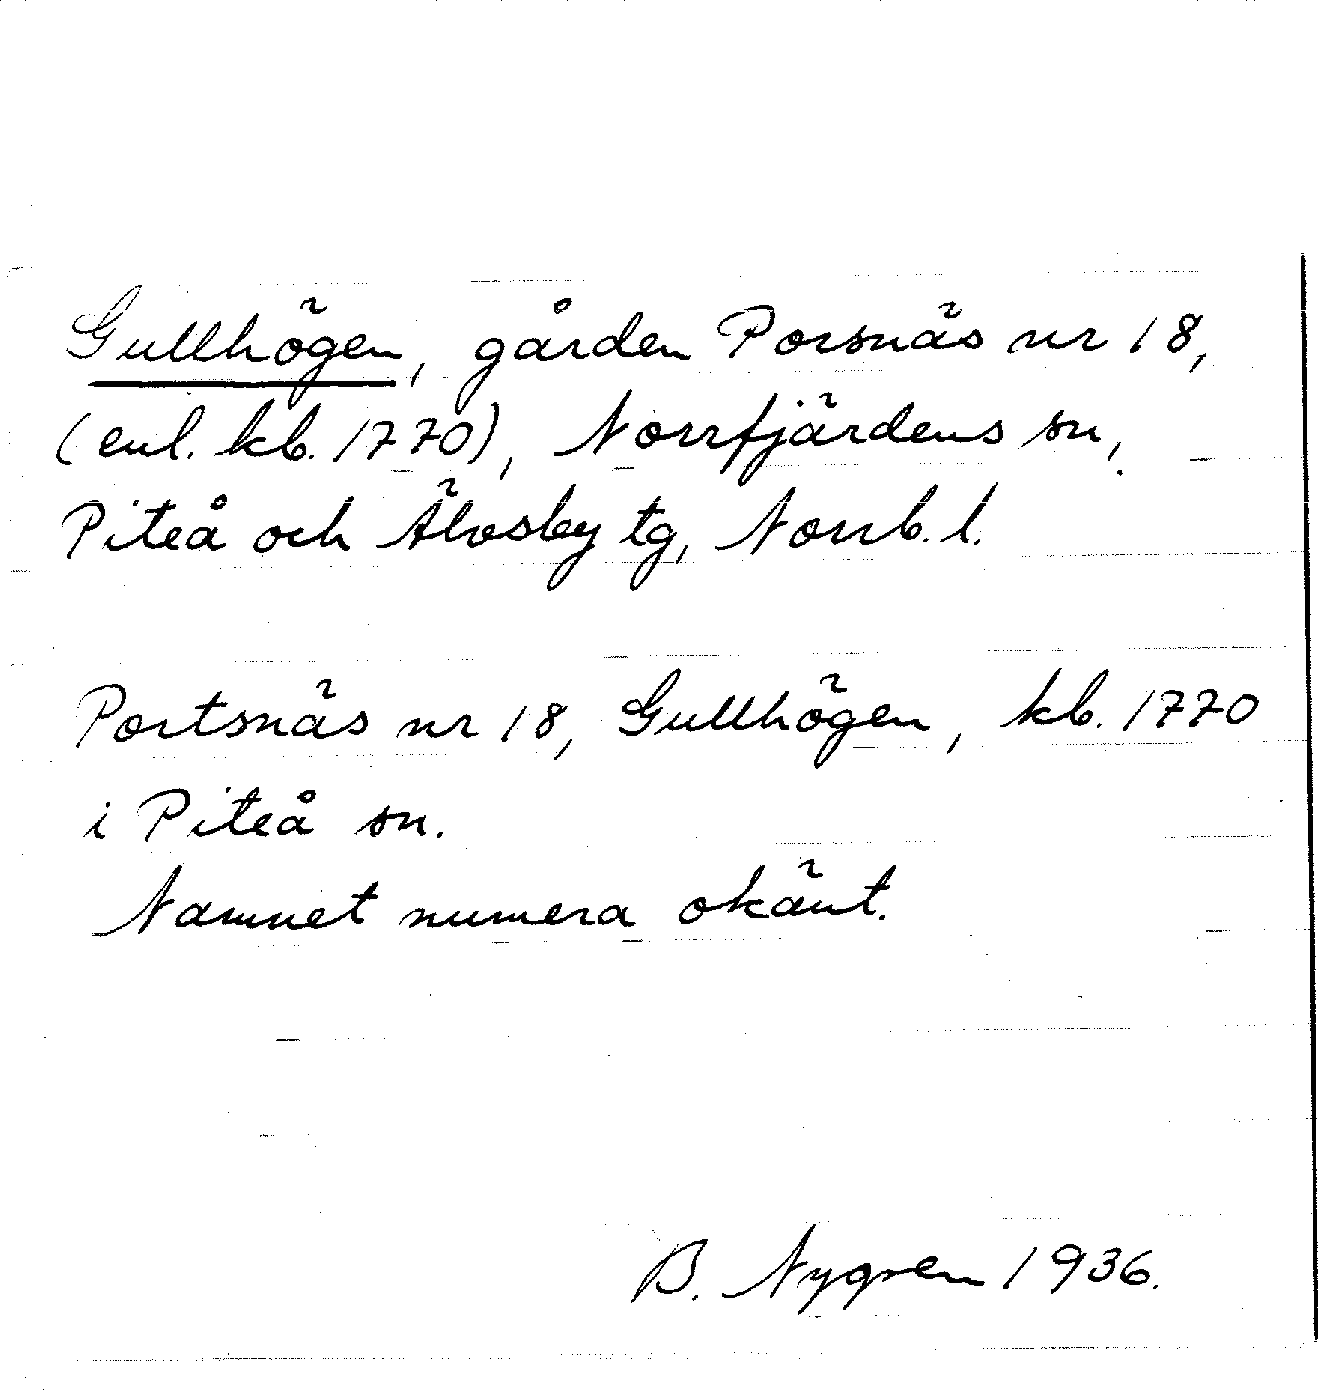 Gullhögen, gården Porsnäs nr 18,
(enl. kb. 1770), Norrfjärdens sn,
Piteå och Älvsby tg, Norrb. l.
Portsnäs nr 18, Gullhögen, kb. 1770
i Piteå sn.
Namnet numera okänt.
B. Nygren 1936.